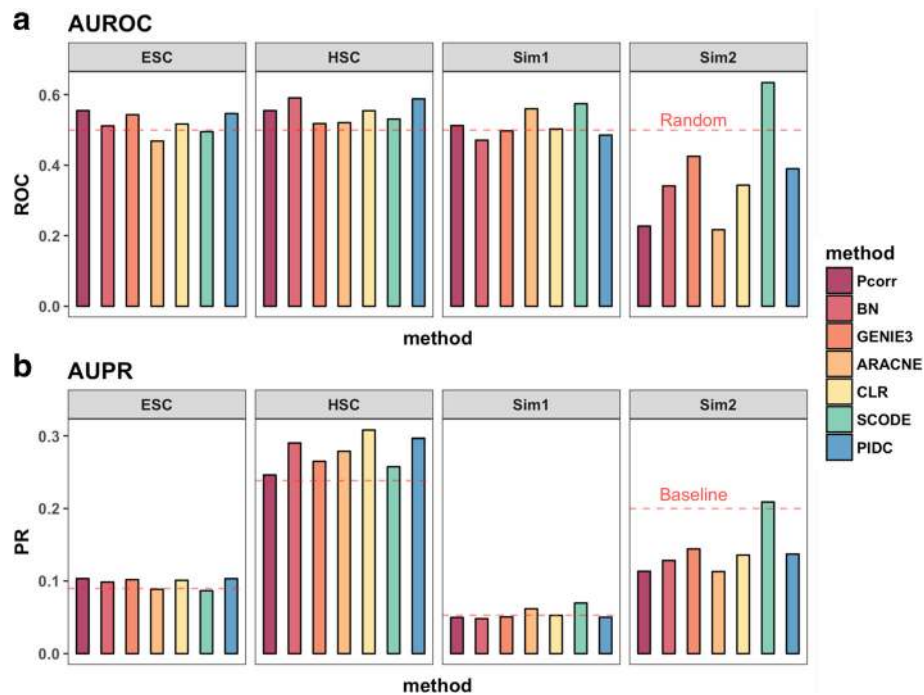 a AUROC
ESC HSC Sim1 Sim2
0.6
Random
0.4
0.2
0.0
ROC
method
method
Pcorr
BN
GENIE3
ARACNE
CLR
SCODE
PIDC
b AUPR
ESC HSC Sim1 Sim2
0.3
Baseline
0.2
0.1
0.0
PR
method